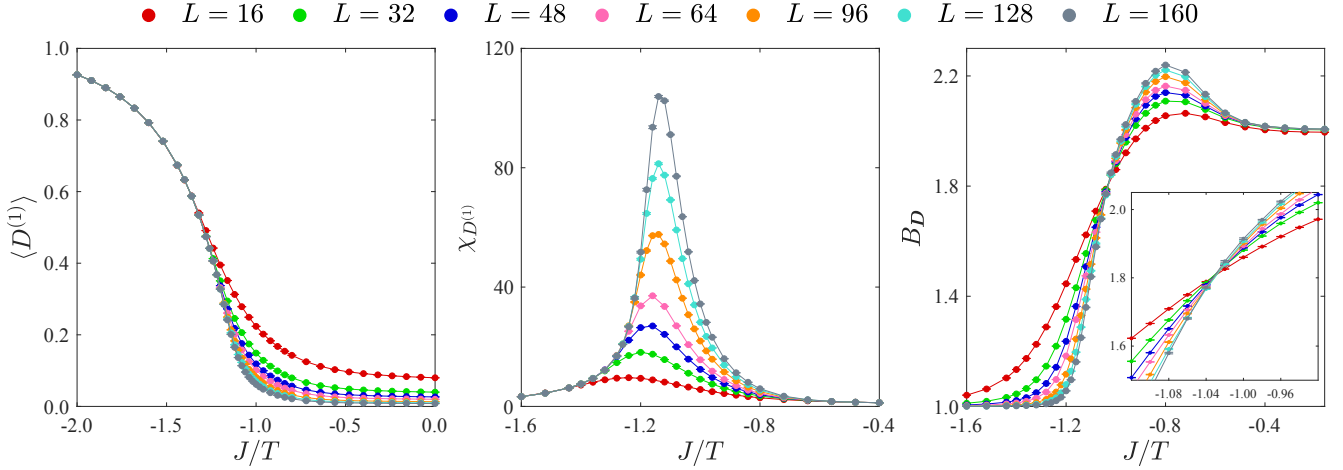 L = 16 L = 32 L = 48 L = 64 L = 96 L = 128 L = 160
⟨D⁽¹⁾⟩
1.0
0.8
0.6
0.4
0.2
0.0
-2.0 -1.5 -1.0 -0.5 0.0
J/T
χ_{D⁽¹⁾}
120
80
40
0
-1.6 -1.2 -0.8 -0.4
J/T
B_D
2.2
1.8
1.4
1.0
-1.6 -1.2 -0.8 -0.4
J/T
2.0
1.8
1.6
-1.08 -1.04 -1.00 -0.96